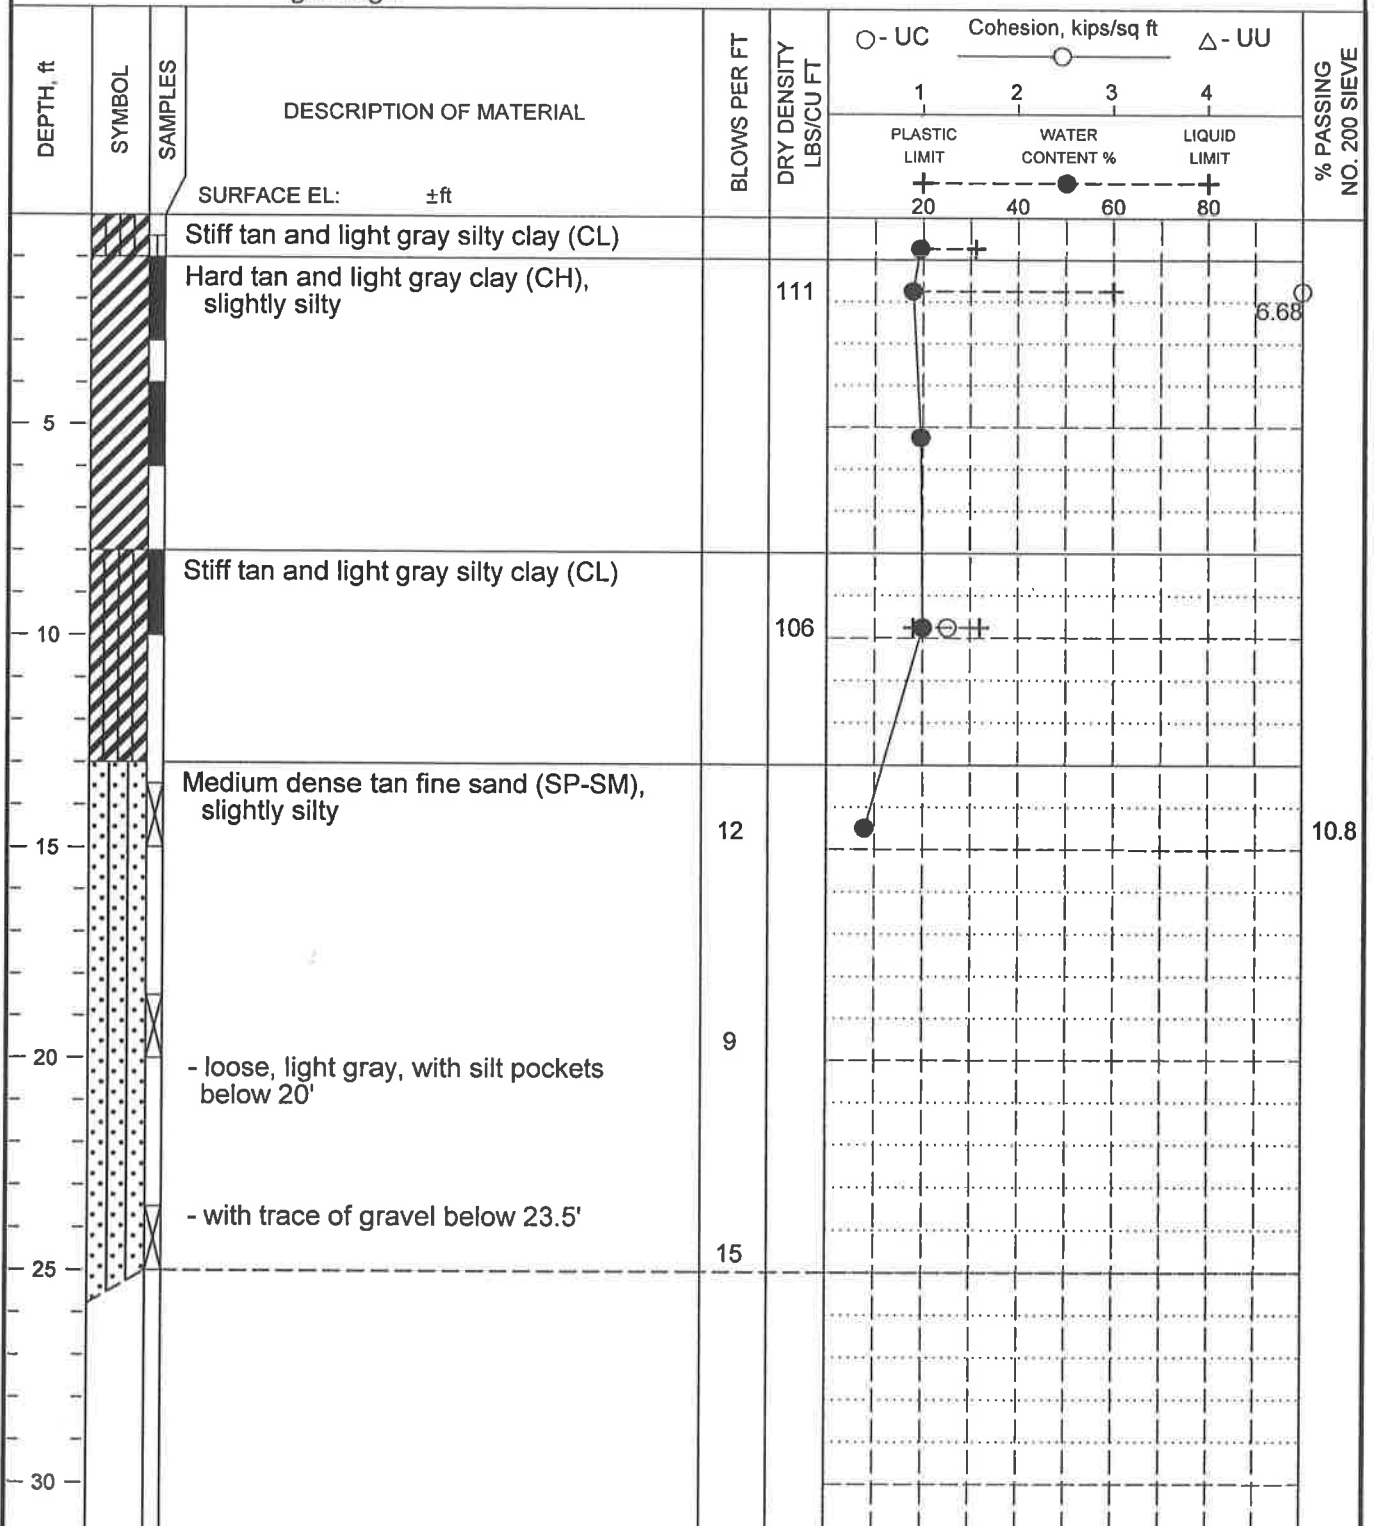 DEPTH, ft
SYMBOL
SAMPLES
DESCRIPTION OF MATERIAL
SURFACE EL: ±ft
BLOWS PER FT
DRY DENSITY
LBS/CU FT
O- UC Cohesion, kips/sq ft △- UU
1 2 3 4
PLASTIC WATER LIQUID
LIMIT CONTENT % LIMIT
20 40 60 80
% PASSING
NO. 200 SIEVE
Stiff tan and light gray silty clay (CL)
Hard tan and light gray clay (CH),
slightly silty
111
6.68
5
Stiff tan and light gray silty clay (CL)
10
106
Medium dense tan fine sand (SP-SM),
slightly silty
12
10.8
15
9
20
- loose, light gray, with silt pockets
below 20'
- with trace of gravel below 23.5'
15
25
30